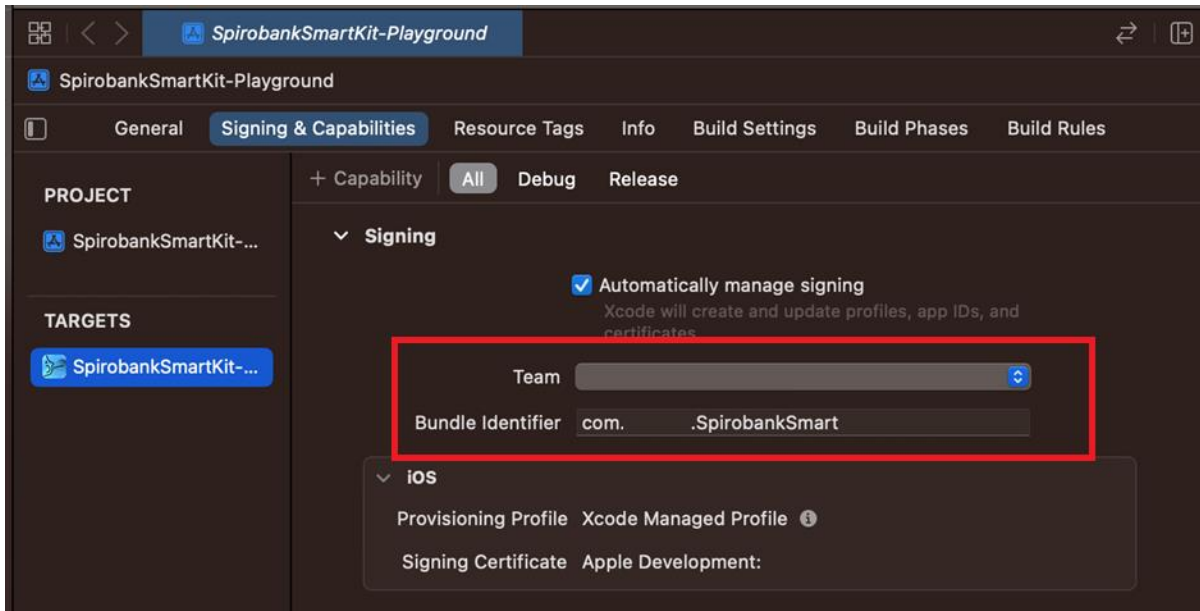 SpirobankSmartKit-Playground
SpirobankSmartKit-Playground
General Signing & Capabilities Resource Tags Info Build Settings Build Phases Build Rules
PROJECT
SpirobankSmartKit-...
TARGETS
SpirobankSmartKit-...
+ Capability All Debug Release
Signing
Automatically manage signing
Xcode will create and update profiles, app IDs, and
certificates
Team
Bundle Identifier com. .SpirobankSmart
iOS
Provisioning Profile Xcode Managed Profile
Signing Certificate Apple Development: